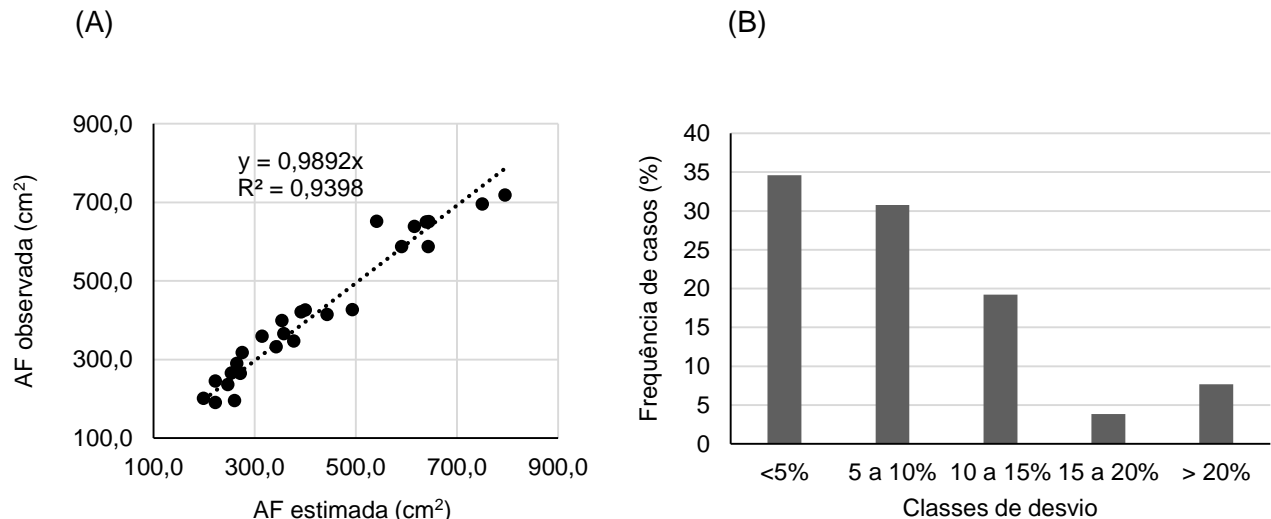 (A)
900,0
700,0
500,0
300,0
100,0
AF observada (cm²)
y = 0,9892x
R² = 0,9398
100,0 300,0 500,0 700,0 900,0
AF estimada (cm²)
(B)
40
35
30
25
20
15
10
5
0
Frequência de casos (%)
<5% 5 a 10% 10 a 15% 15 a 20% > 20%
Classes de desvio